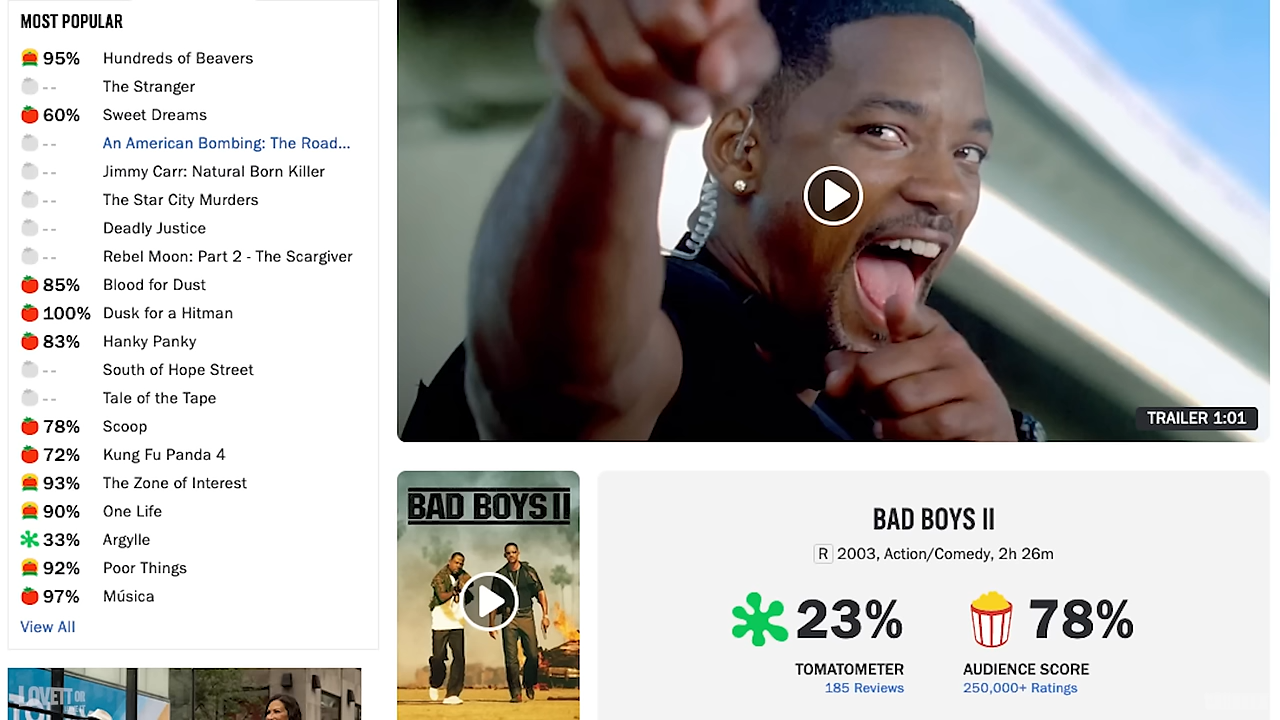 MOST POPULAR
95% Hundreds of Beavers
-- The Stranger
60% Sweet Dreams
-- An American Bombing: The Road...
-- Jimmy Carr: Natural Born Killer
-- The Star City Murders
-- Deadly Justice
-- Rebel Moon: Part 2 - The Scargiver
85% Blood for Dust
100% Dusk for a Hitman
83% Hanky Panky
-- South of Hope Street
-- Tale of the Tape
78% Scoop
72% Kung Fu Panda 4
93% The Zone of Interest
90% One Life
33% Argylle
92% Poor Things
97% Música
View All
LOVETT OR
TRAILER 1:01
BAD BOYS II
BAD BOYS II
R 2003, Action/Comedy, 2h 26m
23% 78%
TOMATOMETER AUDIENCE SCORE
185 Reviews 250,000+ Ratings